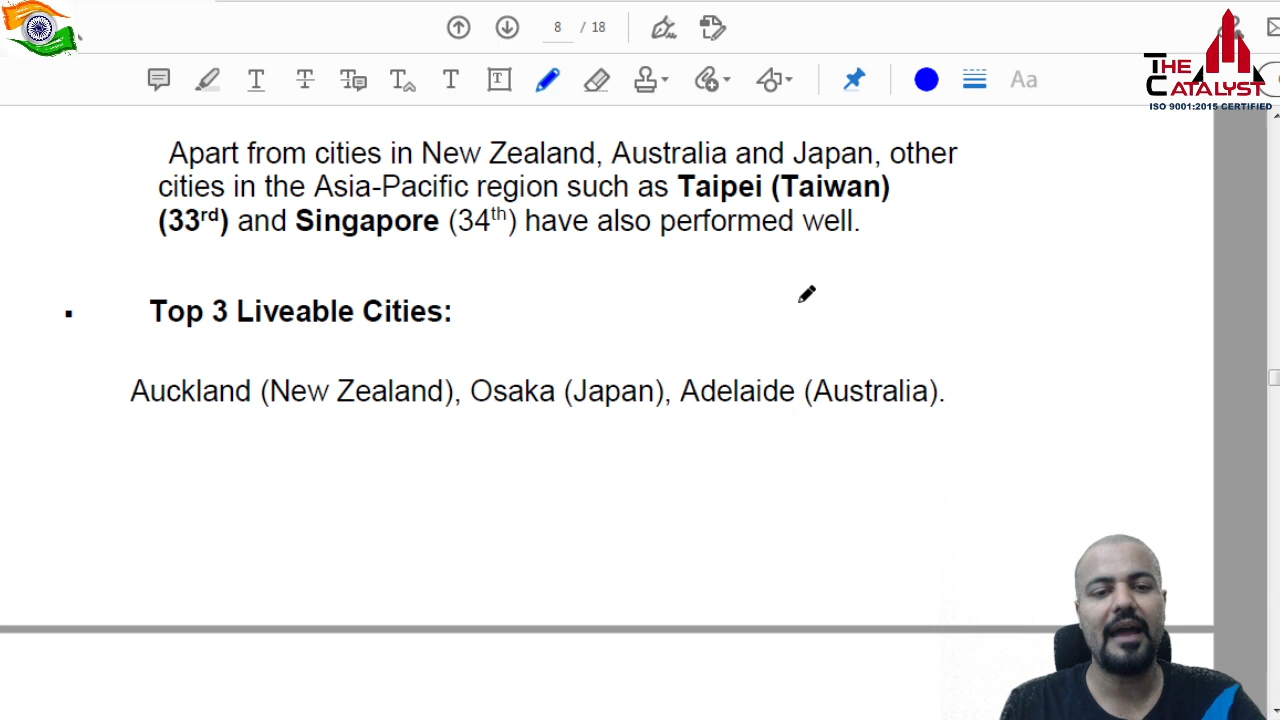 8 / 18
THE
CATALYST
ISO 9001:2015 CERTIFIED
Aa
Apart from cities in New Zealand, Australia and Japan, other
cities in the Asia-Pacific region such as Taipei (Taiwan)
(33rd) and Singapore (34th) have also performed well.
▪ Top 3 Liveable Cities:
Auckland (New Zealand), Osaka (Japan), Adelaide (Australia).